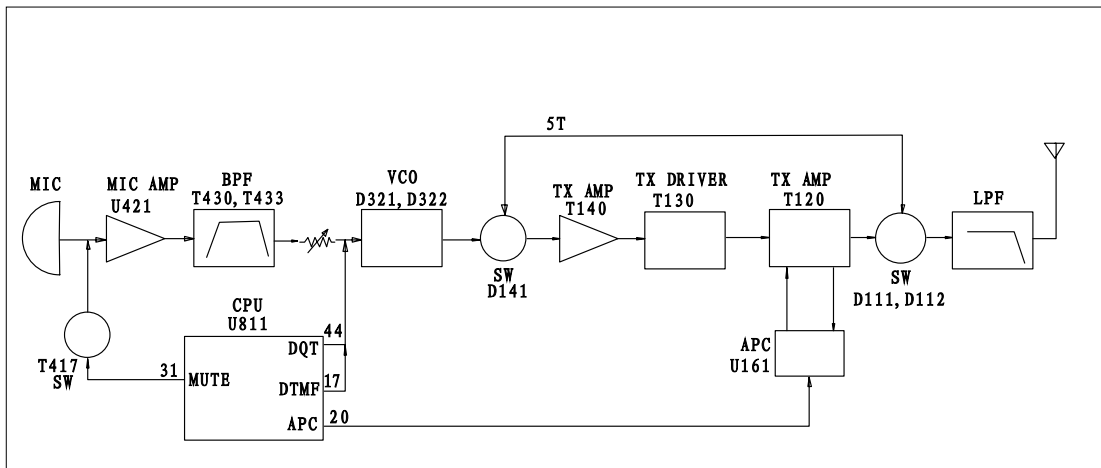 5T
MIC
MIC AMP
U421
BPF
T430, T433
VCO
D321, D322
TX AMP
T140
TX DRIVER
T130
TX AMP
T120
LPF
SW
D141
SW
D111, D112
CPU
U811
44
DQT
T417
SW
31
MUTE
17
DTMF
APC
20
APC
U161